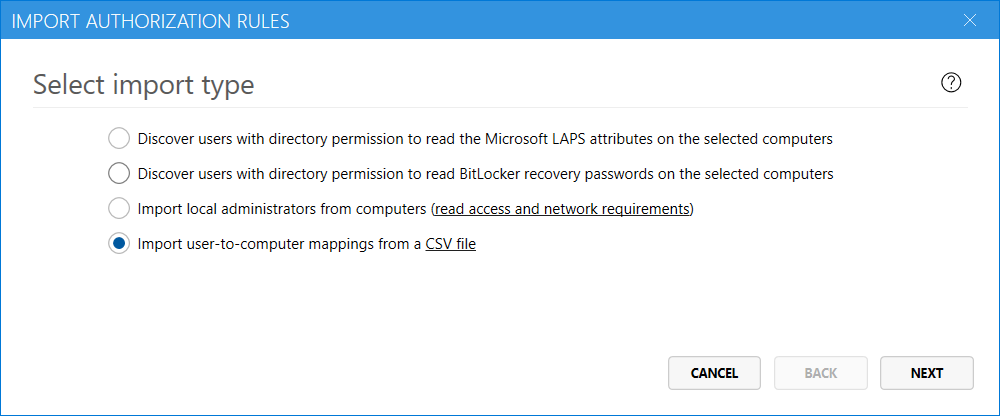 IMPORT AUTHORIZATION RULES
Select import type
Discover users with directory permission to read the Microsoft LAPS attributes on the selected computers
Discover users with directory permission to read BitLocker recovery passwords on the selected computers
Import local administrators from computers (read access and network requirements)
Import user-to-computer mappings from a CSV file
CANCEL BACK NEXT